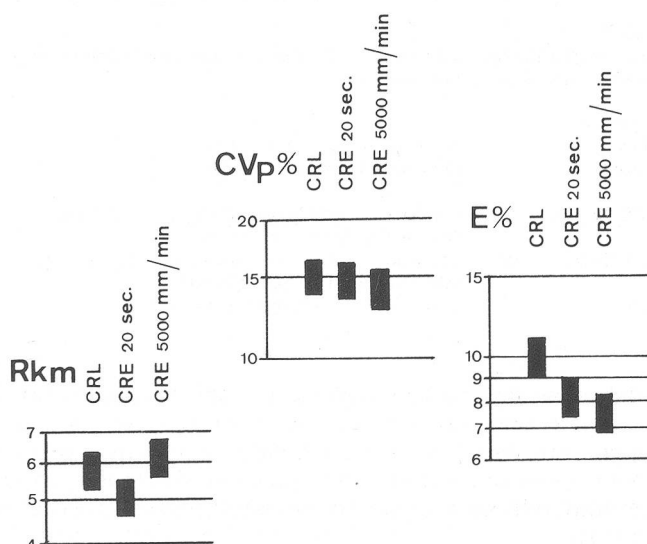 Rkm
CRL
CRE 20 sec.
CRE 5000 mm/min
7
6
5
4
CVp%
CRL
CRE 20 sec.
CRE 5000 mm/min
20
15
10
E%
CRL
CRE 20 sec.
CRE 5000 mm/min
15
10
9
8
7
6